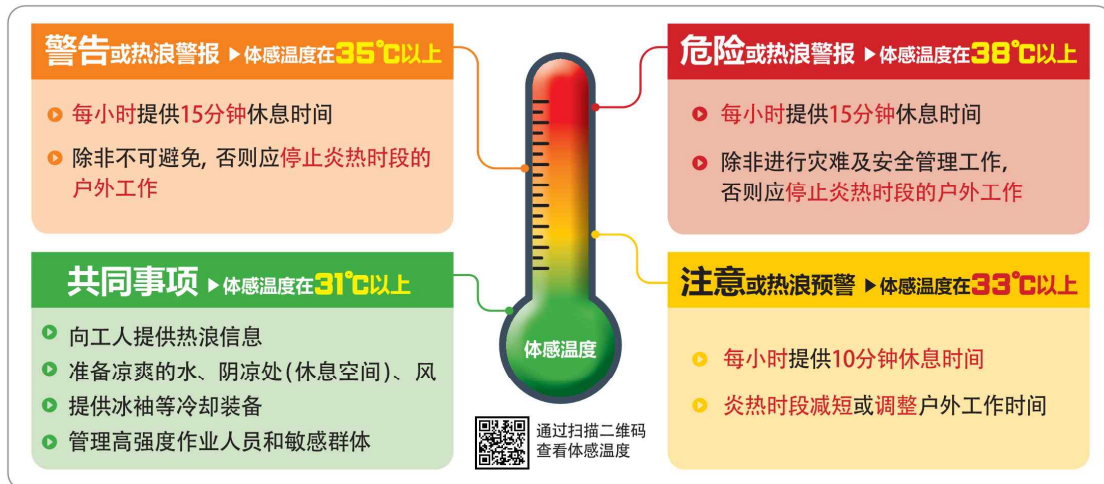 警告或热浪警报 ▶体感温度在35℃以上
每小时提供15分钟休息时间
除非不可避免, 否则应停止炎热时段的
户外工作
危险或热浪警报 ▶体感温度在38℃以上
每小时提供15分钟休息时间
除非进行灾难及安全管理工作,
否则应停止炎热时段的户外工作
共同事项 ▶体感温度在31℃以上
向工人提供热浪信息
准备凉爽的水、阴凉处(休息空间)、风
提供冰袖等冷却装备
管理高强度作业人员和敏感群体
体感温度
通过扫描二维码
查看体感温度
注意或热浪预警 ▶体感温度在33℃以上
每小时提供10分钟休息时间
炎热时段减短或调整户外工作时间